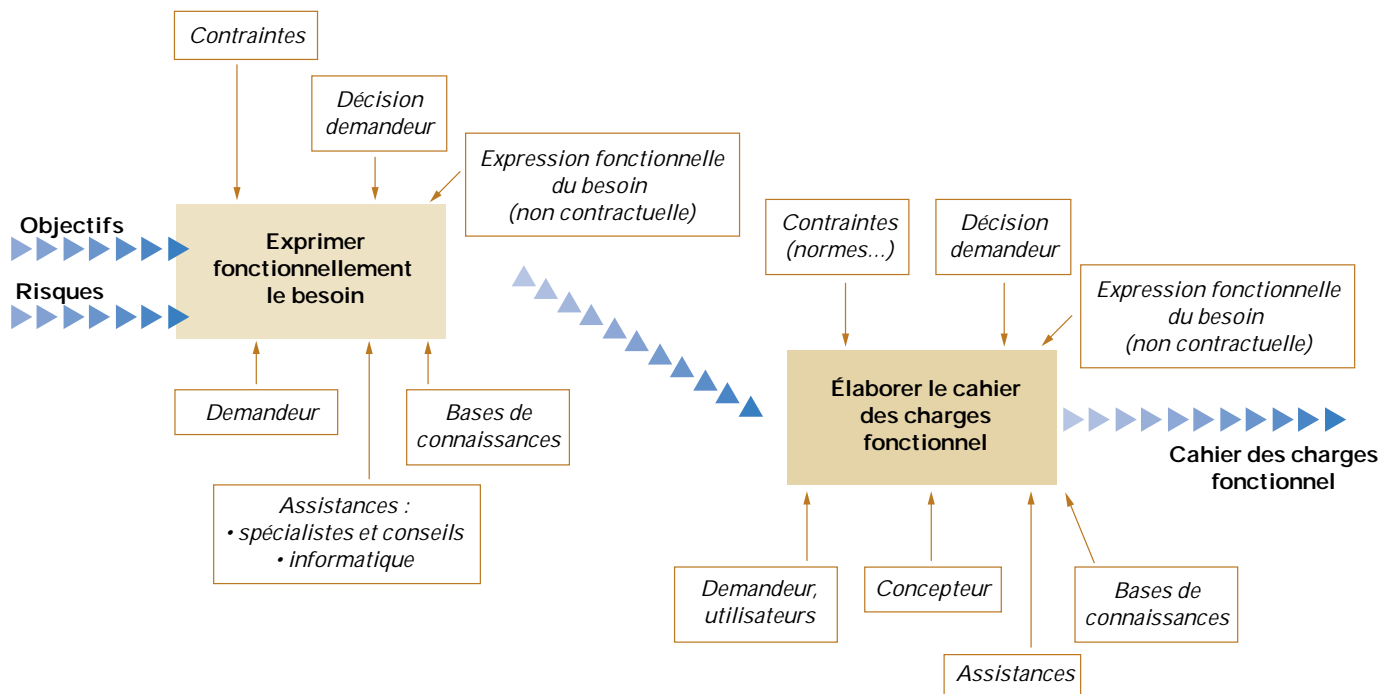 Contraintes
Décision
demandeur
Expression fonctionnelle
du besoin
(non contractuelle)
Objectifs
Risques
Exprimer
fonctionnellement
le besoin
Demandeur
Bases de
connaissances
Assistances :
• spécialistes et conseils
• informatique
Contraintes
(normes...)
Décision
demandeur
Expression fonctionnelle
du besoin
(non contractuelle)
Élaborer le cahier
des charges
fonctionnel
Cahier des charges
fonctionnel
Demandeur,
utilisateurs
Concepteur
Bases de
connaissances
Assistances